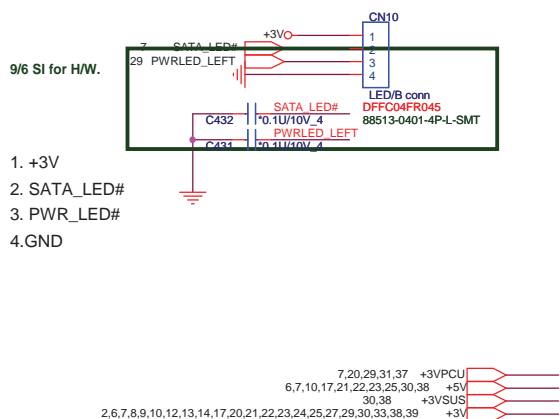 CN10
+3V
1
7 SATA_LED#
2
29 PWRLED_LEFT
3
4
9/6 SI for H/W.
LED/B conn
DFFC04FR045
88513-0401-4P-L-SMT
SATA_LED#
C432 *0.1U/10V_4
PWRLED_LEFT
C431 *0.1U/10V_4
1. +3V
2. SATA_LED#
3. PWR_LED#
4.GND
7,20,29,31,37 +3VPCU
6,7,10,17,21,22,23,25,30,38 +5V
30,38 +3VSUS
2,6,7,8,9,10,12,13,14,17,20,21,22,23,24,25,27,29,30,33,38,39 +3V